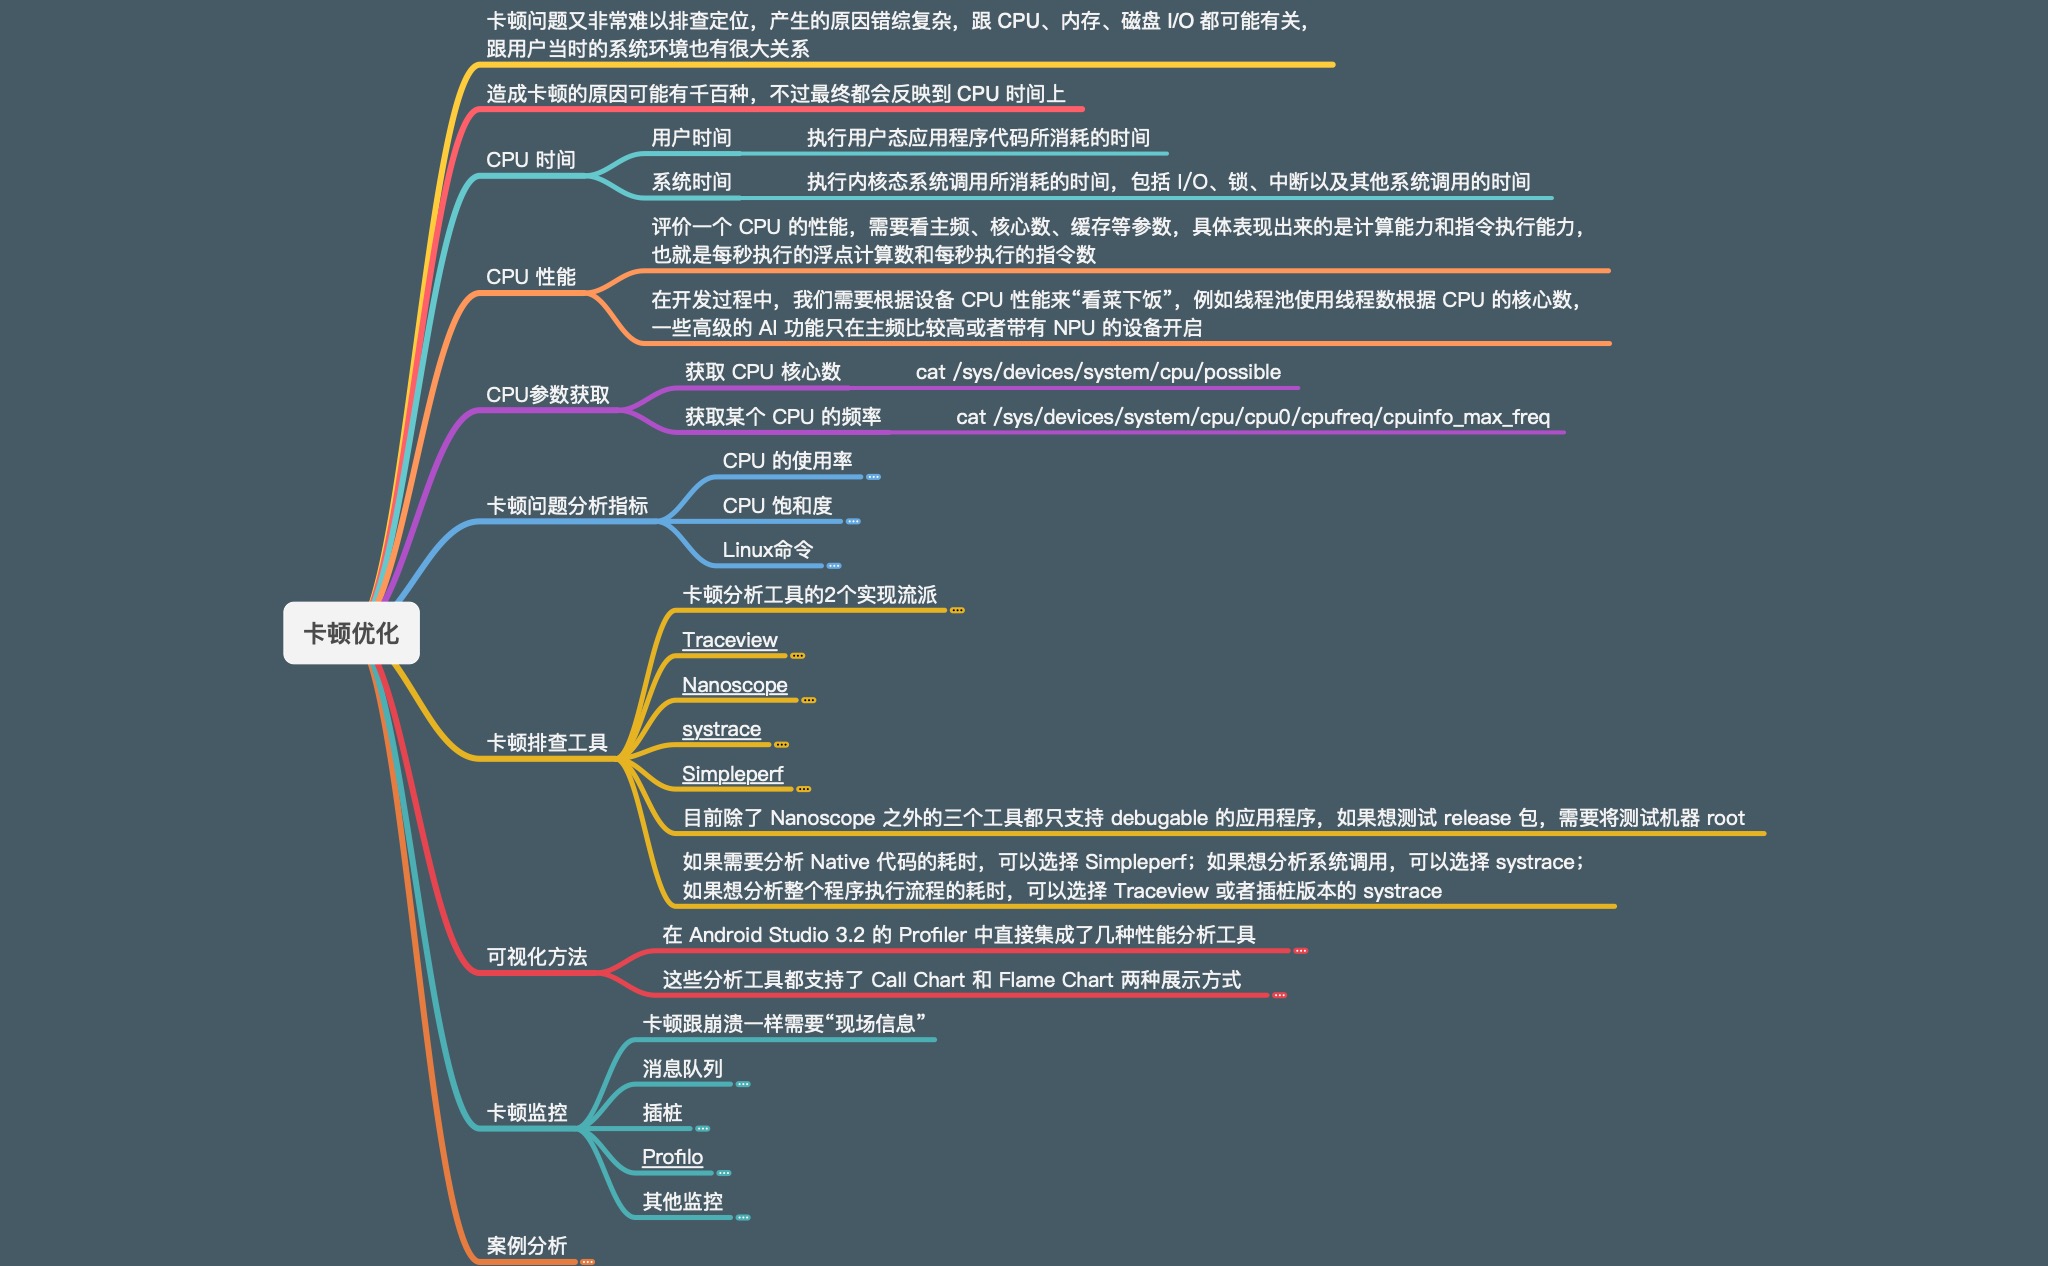 卡顿问题又非常难以排查定位，产生的原因错综复杂，跟 CPU、内存、磁盘 I/O 都可能有关，
跟用户当时的系统环境也有很大关系
造成卡顿的原因可能有千百种，不过最终都会反映到 CPU 时间上
CPU 时间
用户时间
执行用户态应用程序代码所消耗的时间
系统时间
执行内核态系统调用所消耗的时间，包括 I/O、锁、中断以及其他系统调用的时间
CPU 性能
评价一个 CPU 的性能，需要看主频、核心数、缓存等参数，具体表现出来的是计算能力和指令执行能力，
也就是每秒执行的浮点计算数和每秒执行的指令数
在开发过程中，我们需要根据设备 CPU 性能来“看菜下饭”，例如线程池使用线程数根据 CPU 的核心数，
一些高级的 AI 功能只在主频比较高或者带有 NPU 的设备开启
CPU参数获取
获取 CPU 核心数
cat /sys/devices/system/cpu/possible
获取某个 CPU 的频率
cat /sys/devices/system/cpu/cpu0/cpufreq/cpuinfo_max_freq
卡顿问题分析指标
CPU 的使用率
CPU 饱和度
Linux命令
卡顿优化
卡顿排查工具
卡顿分析工具的2个实现流派
Traceview
Nanoscope
systrace
Simpleperf
目前除了 Nanoscope 之外的三个工具都只支持 debugable 的应用程序，如果想测试 release 包，需要将测试机器 root
如果需要分析 Native 代码的耗时，可以选择 Simpleperf；如果想分析系统调用，可以选择 systrace；
如果想分析整个程序执行流程的耗时，可以选择 Traceview 或者插桩版本的 systrace
可视化方法
在 Android Studio 3.2 的 Profiler 中直接集成了几种性能分析工具
这些分析工具都支持了 Call Chart 和 Flame Chart 两种展示方式
卡顿监控
卡顿跟崩溃一样需要“现场信息”
消息队列
插桩
Profilo
其他监控
案例分析